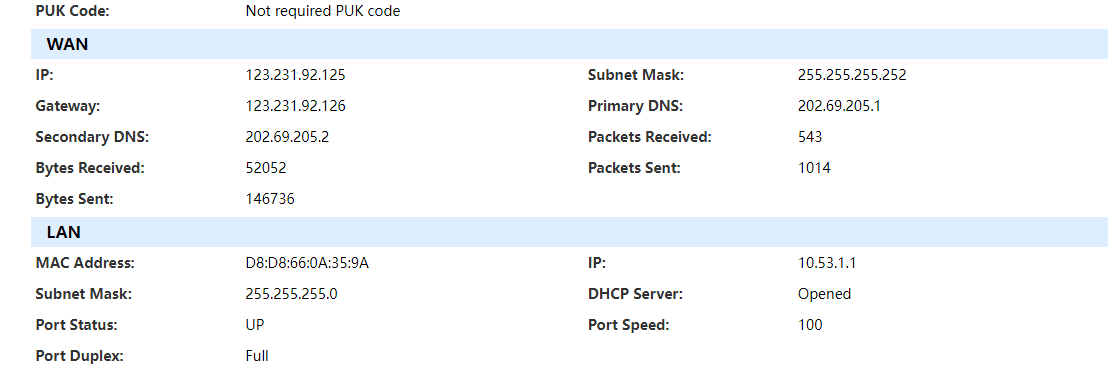 PUK Code: Not required PUK code
WAN
IP: 123.231.92.125 Subnet Mask: 255.255.255.252
Gateway: 123.231.92.126 Primary DNS: 202.69.205.1
Secondary DNS: 202.69.205.2 Packets Received: 543
Bytes Received: 52052 Packets Sent: 1014
Bytes Sent: 146736
LAN
MAC Address: D8:D8:66:0A:35:9A IP: 10.53.1.1
Subnet Mask: 255.255.255.0 DHCP Server: Opened
Port Status: UP Port Speed: 100
Port Duplex: Full